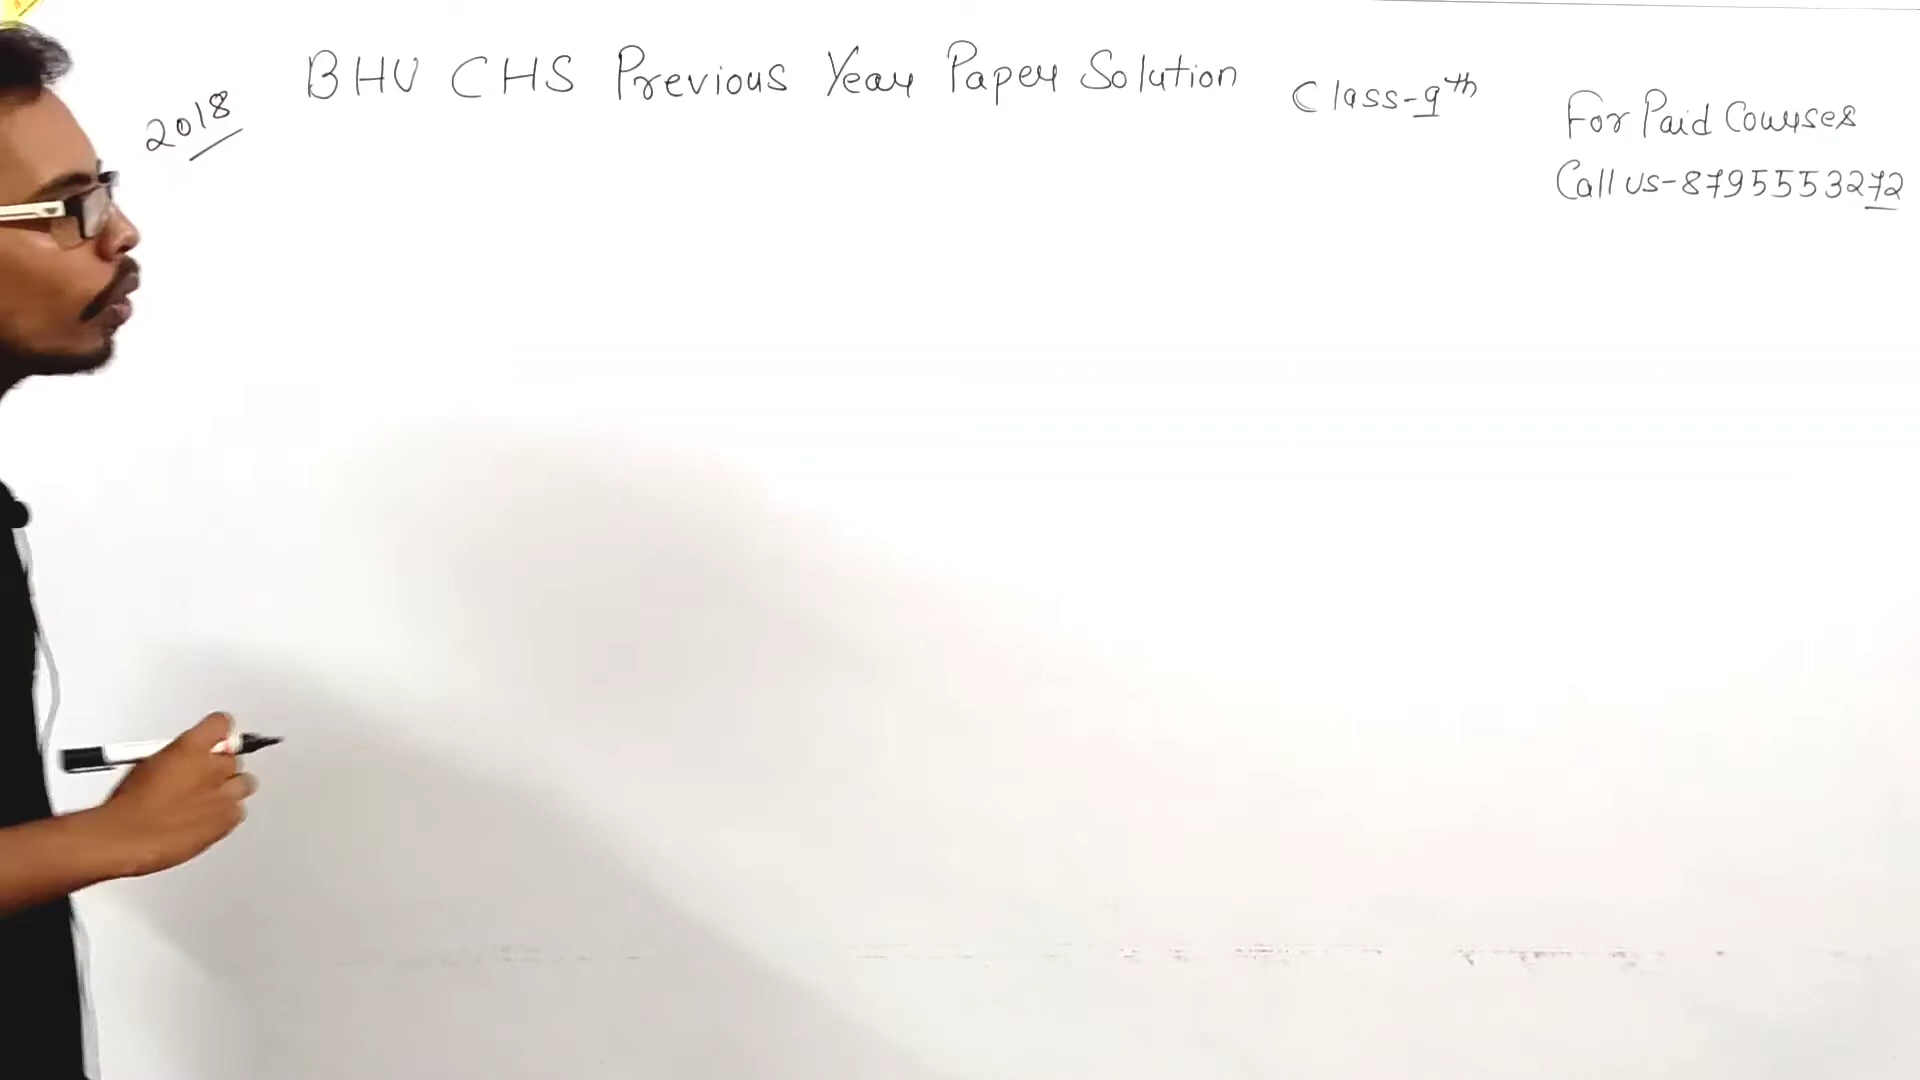 2018
BHU CHS Previous Year Paper Solution
Class-9th
For Paid Courses
Call us-8795553272